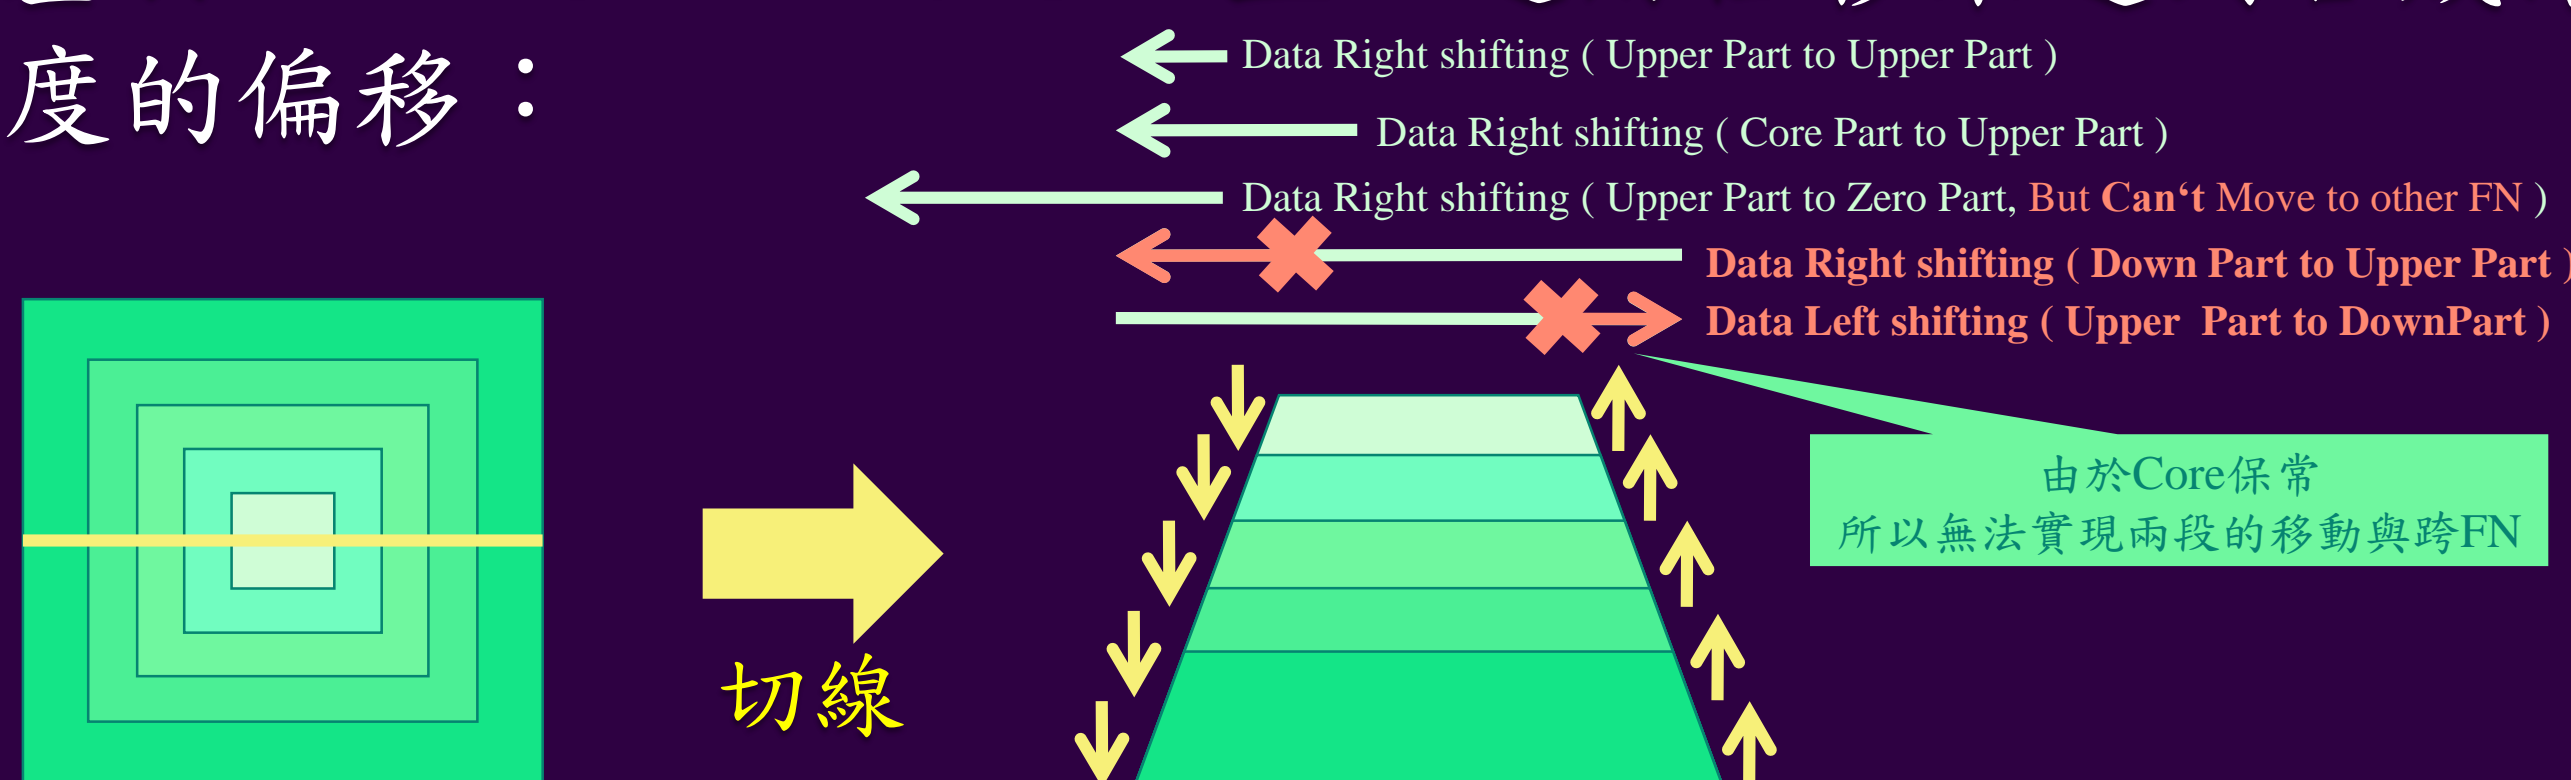 度的偏移：
Data Right shifting ( Upper Part to Upper Part )
Data Right shifting ( Core Part to Upper Part )
Data Right shifting ( Upper Part to Zero Part, But Can‘t Move to other FN )
Data Right shifting ( Down Part to Upper Part )
Data Left shifting ( Upper  Part to DownPart )
由於Core保常
所以無法實現兩段的移動與跨FN
切線